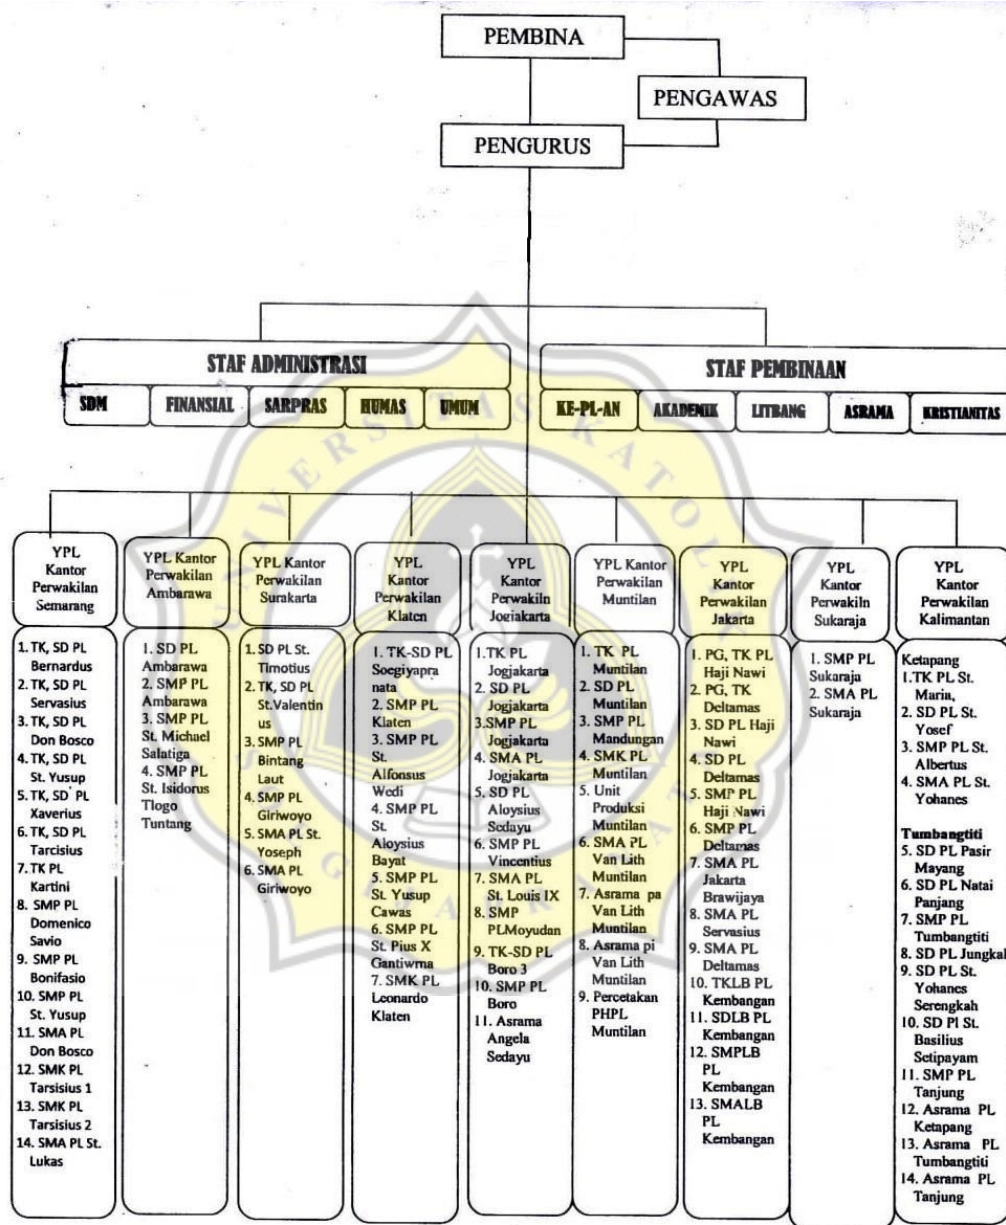 PEMBINA
PENGAWAS
PENGURUS
STAF ADMINISTRASI
SDM
FINANSIAL
SARPRAS
HUMAS
UMUM
STAF PEMBINAAN
KE-PL-AN
AKADEMIK
LITBANG
ASRAMA
KRISTIANITAS
YPL
Kantor
Perwakilan
Semarang
1. TK, SD PL
Bernardus
2. TK, SD PL
Servasius
3. TK, SD PL
Don Bosco
4. TK, SD PL
St. Yusup
5. TK, SD PL
Xaverius
6. TK, SD PL
Tarcisius
7. TK PL
Kartini
8. SMP PL
Domenico
Savio
9. SMP PL
Bonifasio
10. SMP PL
St. Yusup
11. SMA PL
Don Bosco
12. SMK PL
Tarsisius 1
13. SMK PL
Tarsisius 2
14. SMA PL St.
Lukas
YPL Kantor
Perwakilan
Ambarawa
1. SD PL
Ambarawa
2. SMP PL
Ambarawa
3. SMP PL
St. Michael
Salatiga
4. SMP PL
St. Isidorus
Tlogo
Tuntang
YPL Kantor
Perwakilan
Surakarta
1. SD PL St.
Timotius
2. TK, SD PL
St.Valentin
us
3. SMP PL
Bintang
Laut
4. SMP PL
Giriwoyo
5. SMA PL St.
Yoseph
6. SMA PL
Giriwoyo
YPL
Kantor
Perwakilan
Klaten
1. TK-SD PL
Soegiyapra
nata
2. SMP PL
Klaten
3. SMP PL
St.
Alfonsus
Wedi
4. SMP PL
St.
Aloysius
Bayat
5. SMP PL
St. Yusup
Cawas
6. SMP PL
St. Pius X
Gantiwrna
7. SMK PL
Leonardo
Klaten
YPL
Kantor
Perwakiln
Jogjakarta
1.TK PL
Jogjakarta
2. SD PL
Jogjakarta
3.SMP PL
Jogjakarta
4. SMA PL
Jogjakarta
5. SD PL
Aloysius
Sedayu
6. SMP PL
Vincentius
7. SMA PL
St. Louis IX
8. SMP
PLMoyudan
9. TK-SD PL
Boro 3
10. SMP PL
Boro
11. Asrama
Angela
Sedayu
YPL Kantor
Perwakilan
Muntilan
1. TK PL
Muntilan
2. SD PL
Muntilan
3. SMP PL
Mandungan
4. SMK PL
Muntilan
5. Unit
Produksi
Muntilan
6. SMA PL
Van Lith
Muntilan
7. Asrama pa
Van Lith
Muntilan
8. Asrama pi
Van Lith
Muntilan
9. Percetakan
PHPL
Muntilan
YPL
Kantor
Perwakilan
Jakarta
1. PG, TK PL
Haji Nawi
2. PG, TK
Deltamas
3. SD PL Haji
Nawi
4. SD PL
Deltamas
5. SMP PL
Haji Nawi
6. SMP PL
Deltamas
7. SMA PL
Jakarta
Brawijaya
8. SMA PL
Servasius
9. SMA PL
Deltamas
10. TKLB PL
Kembangan
11. SDLB PL
Kembangan
12. SMPLB
PL
Kembangan
13. SMALB
PL
Kembangan
YPL
Kantor
Perwakiln
Sukaraja
1. SMP PL
Sukaraja
2. SMA PL
Sukaraja
YPL
Kantor
Perwakilan
Kalimantan
Ketapang
1.TK PL St.
Maria,
2. SD PL St.
Yosef
3. SMP PL St.
Albertus
4. SMA PL St.
Yohanes
Tumbangtiti
5. SD PL Pasir
Mayang
6. SD PL Natai
Panjang
7. SMP PL
Tumbangtiti
8. SD PL Jungkal
9. SD PL St.
Yohanes
Serengkah
10. SD Pl St.
Basilius
Setipayam
11. SMP PL
Tanjung
12. Asrama PL
Ketapang
13. Asrama PL
Tumbangtiti
14. Asrama PL
Tanjung
UNIVERSITAS KATOLIK
SOEGIJAPRANATA